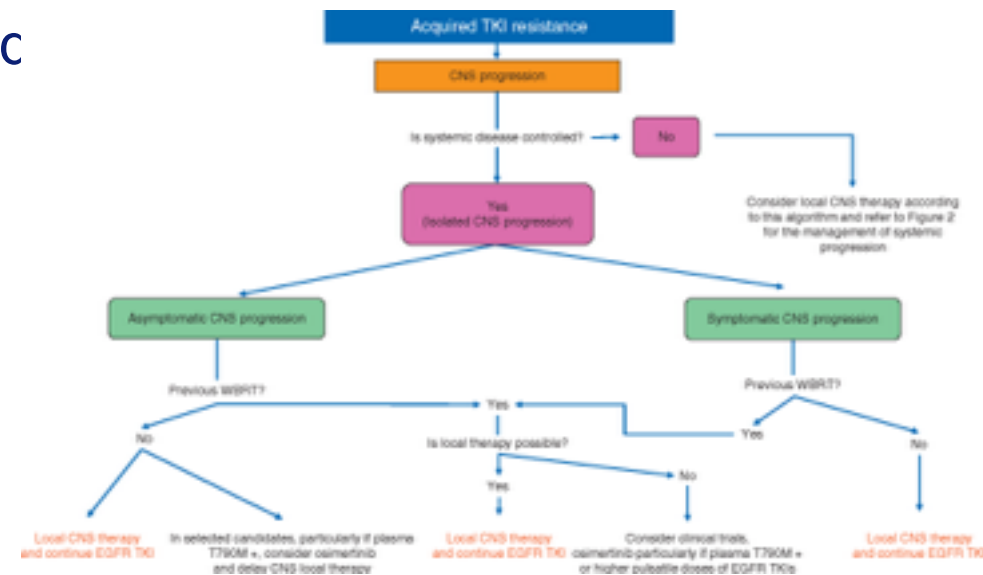 C
Acquired TKI resistance
CNS progression
Is systemic disease controlled?
No
Yes
(Isolated CNS progression)
Consider local CNS therapy according
to this algorithm and refer to Figure 2
for the management of systemic
progression
Asymptomatic CNS progression
Symptomatic CNS progression
Previous WBRT?
Previous WBRT?
Yes
Yes
No
No
Is local therapy possible?
Yes
No
Local CNS therapy
and continue EGFR TKI
In selected candidates, particularly if plasma
T790M +, consider osimertinib
and delay CNS local therapy
Local CNS therapy
and continue EGFR TKI
Consider clinical trials,
osimertinib particularly if plasma T790M +
or higher pulsatile doses of EGFR TKIs
Local CNS therapy
and continue EGFR TK